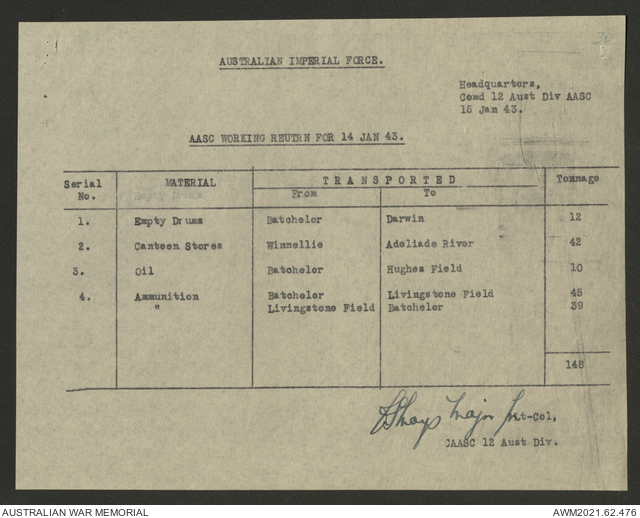 AUSTRALIAN IMPERIAL FORCE.
Headquarters,
Comd 12 Aust Div AASC
15 Jan 43.
AASC WORKING REUTRN FOR 14 JAN 43.
Serial No. MATERIAL TRANSPORTED From To Tonnage
1. Empty Drums Batchelor Darwin 12
2. Canteen Stores Winnellie Adeliade River 42
3. Oil Batchelor Hughes Field 10
4. Ammunition Batchelor Livingstone Field 45
" Livingstone Field Batchelor 39
148
Major Lt-Col,
CAASC 12 Aust Div.
AUSTRALIAN WAR MEMORIAL AWM2021.62.476